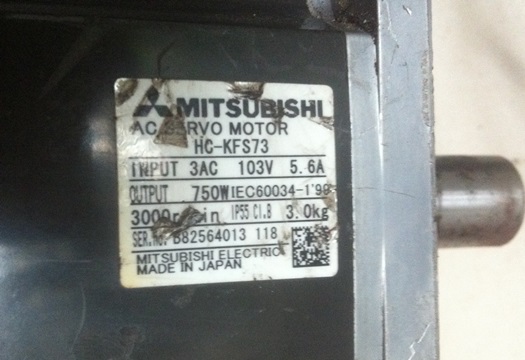 MITSUBISHI
AC SERVO MOTOR
HC-KFS73
INPUT 3AC 103V 5.6A
OUTPUT 750W IEC60034-1'99
3000r/min IP55 Cl.B 3.0kg
SER.No. B82564013 118
MITSUBISHI ELECTRIC
MADE IN JAPAN